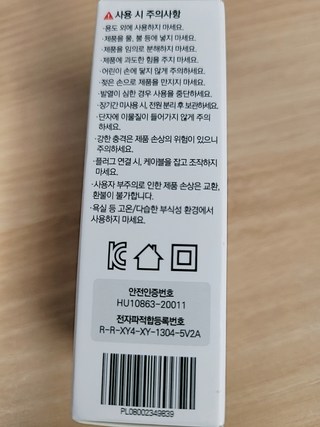 ⚠사용 시 주의사항
·용도 외에 사용하지 마세요.
·제품을 물, 불 등에 넣지 마세요.
·제품을 임의로 분해하지 마세요.
·제품에 과도한 힘을 주지 마세요.
·어린이 손에 닿지 않게 주의하세요.
·젖은 손으로 제품을 만지지 마세요.
·발열이 심한 경우 사용을 중단하세요.
·장기간 미사용 시, 전원 분리 후 보관하세요.
·단자에 이물질이 들어가지 않게 주의
하세요.
·강한 충격은 제품 손상의 위험이 있으니
주의하세요.
·플러그 연결 시, 케이블을 잡고 조작하지
마세요.
·사용자 부주의로 인한 제품 손상은 교환,
환불이 불가합니다.
·욕실 등 고온/다습한 부식성 환경에서
사용하지 마세요.
안전인증번호
HU10863-20011
전자파적합등록번호
R-R-XY4-XY-1304-5V2A
PL08002349839